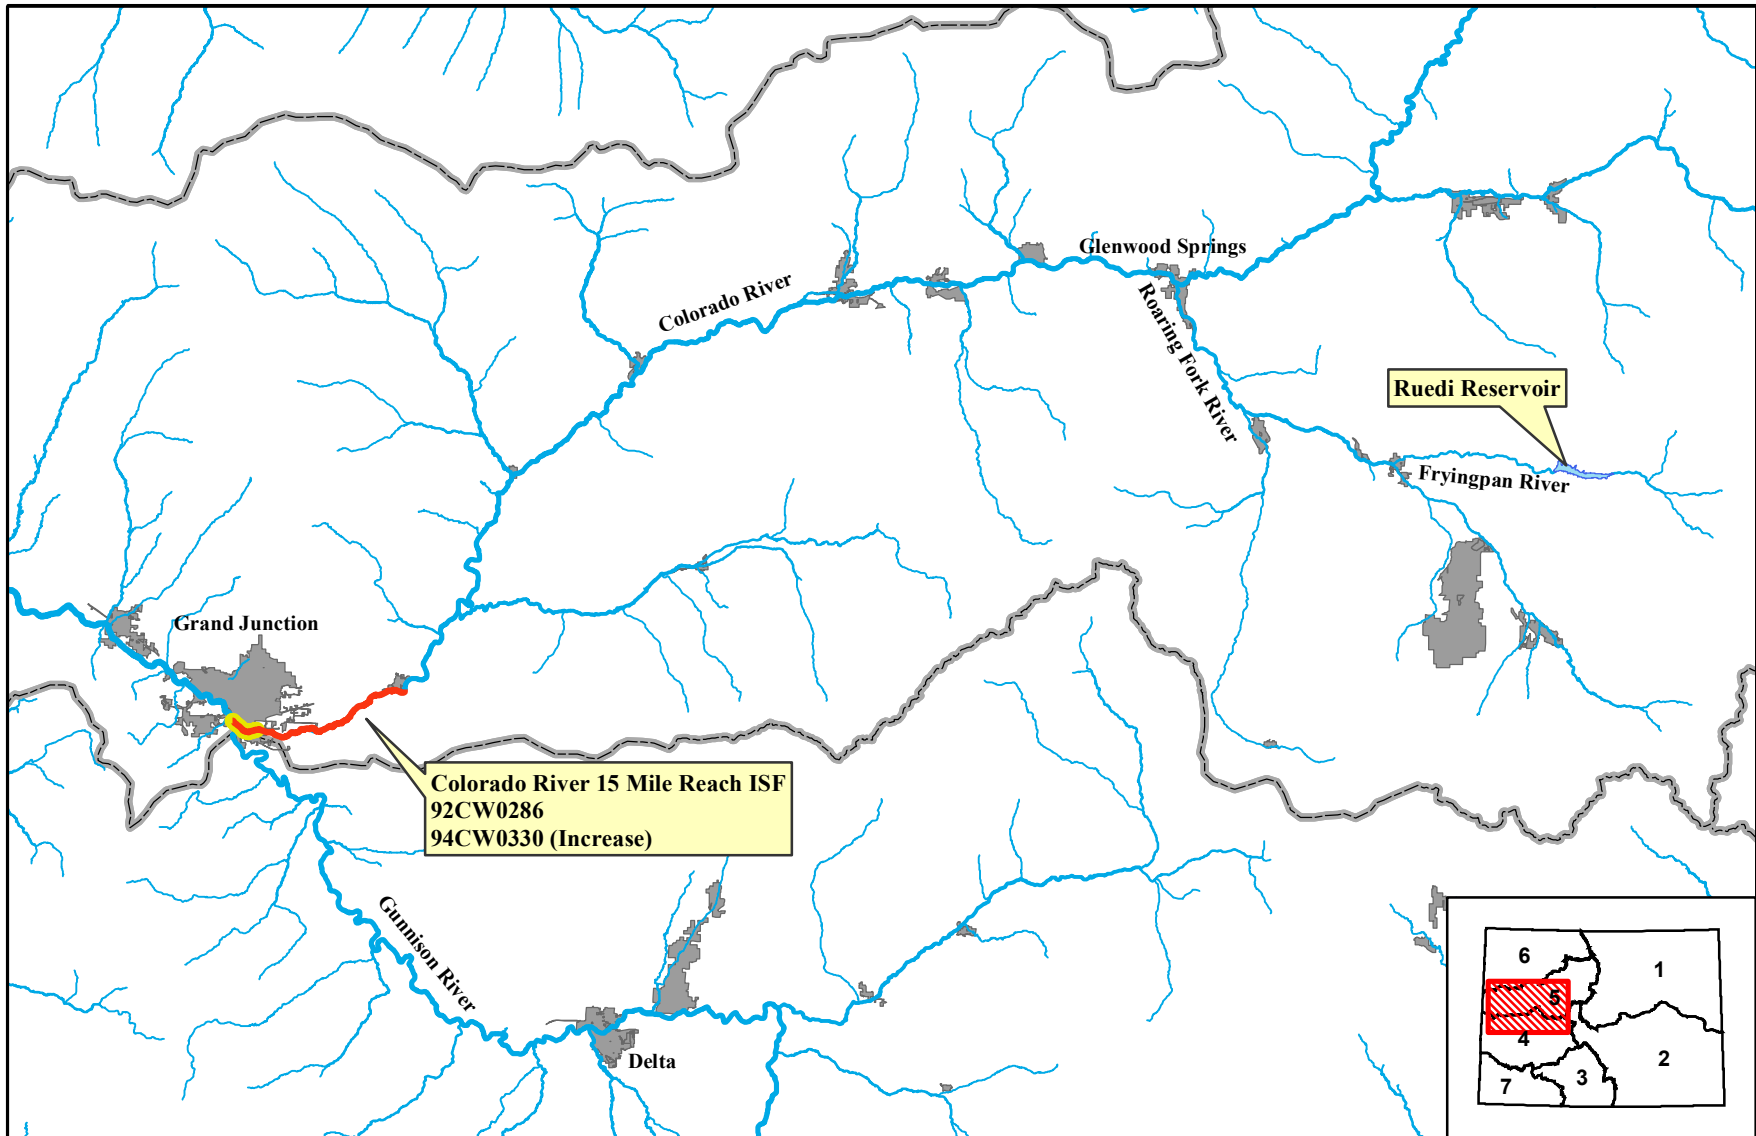 Glenwood Springs
Colorado River
Roaring Fork River
Ruedi Reservoir
Fryingpan River
Grand Junction
Colorado River 15 Mile Reach ISF
92CW0286
94CW0330 (Increase)
Gunnison River
Delta
6
1
5
4
2
3
7